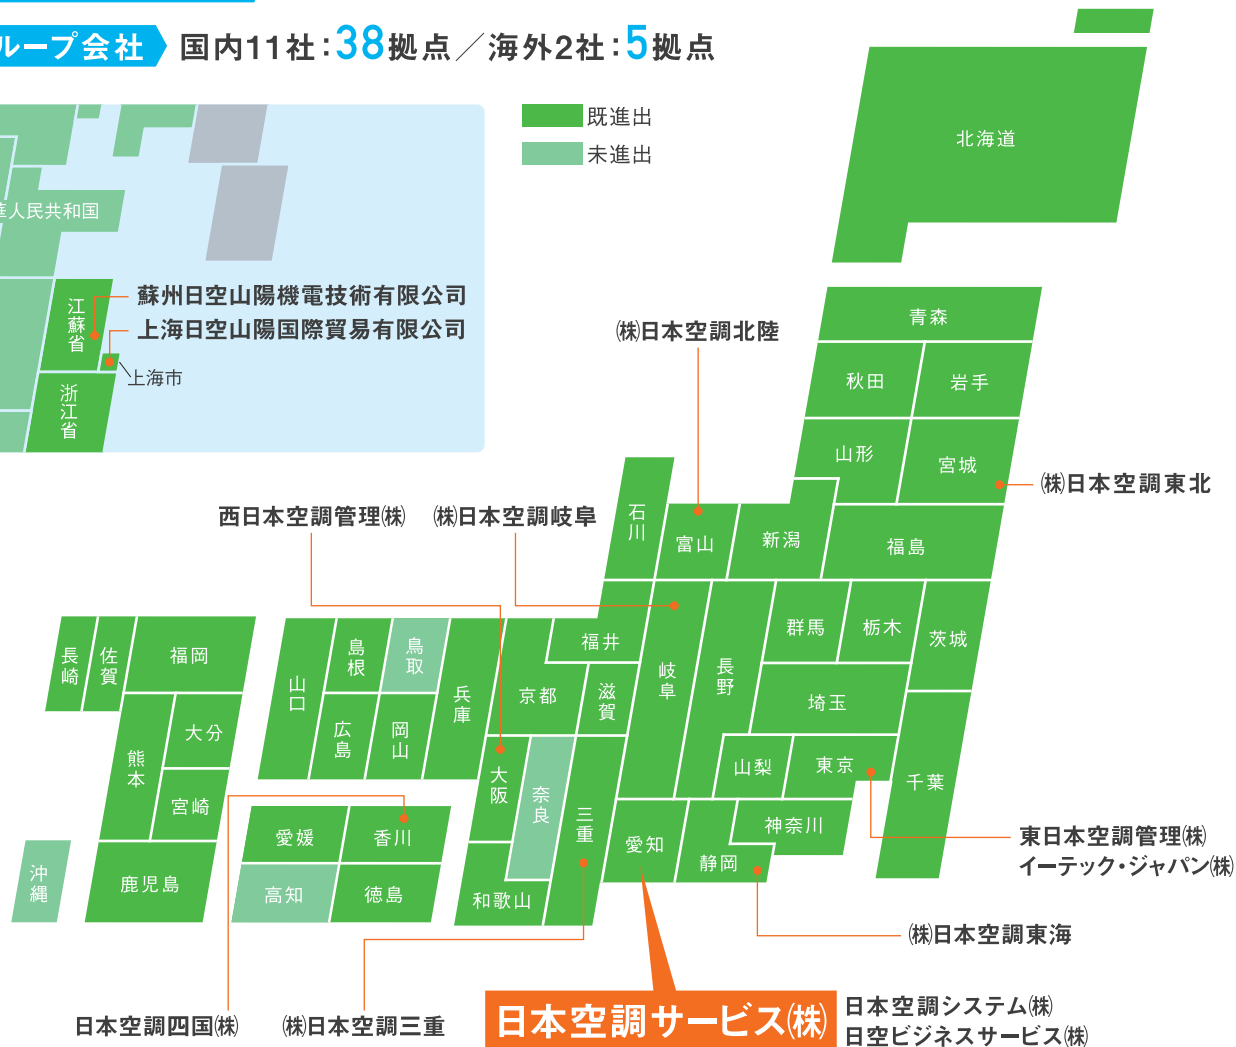 ループ会社 国内11社：38拠点／海外2社：5拠点
既進出
未進出
北海道
人民共和国
江蘇省
蘇州日空山陽機電技術有限公司
上海日空山陽国際貿易有限公司
上海市
浙江省
㈱日本空調北陸
青森
秋田
岩手
山形
宮城
㈱日本空調東北
西日本空調管理㈱
㈱日本空調岐阜
石川
富山
新潟
福島
長崎
佐賀
福岡
山口
島根
鳥取
兵庫
京都
福井
滋賀
岐阜
長野
群馬
栃木
茨城
埼玉
熊本
大分
宮崎
広島
岡山
大阪
奈良
三重
山梨
東京
千葉
愛媛
香川
愛知
静岡
神奈川
東日本空調管理㈱
イーテック・ジャパン㈱
沖縄
鹿児島
高知
徳島
和歌山
㈱日本空調東海
日本空調四国㈱
㈱日本空調三重
日本空調サービス㈱
日本空調システム㈱
日空ビジネスサービス㈱